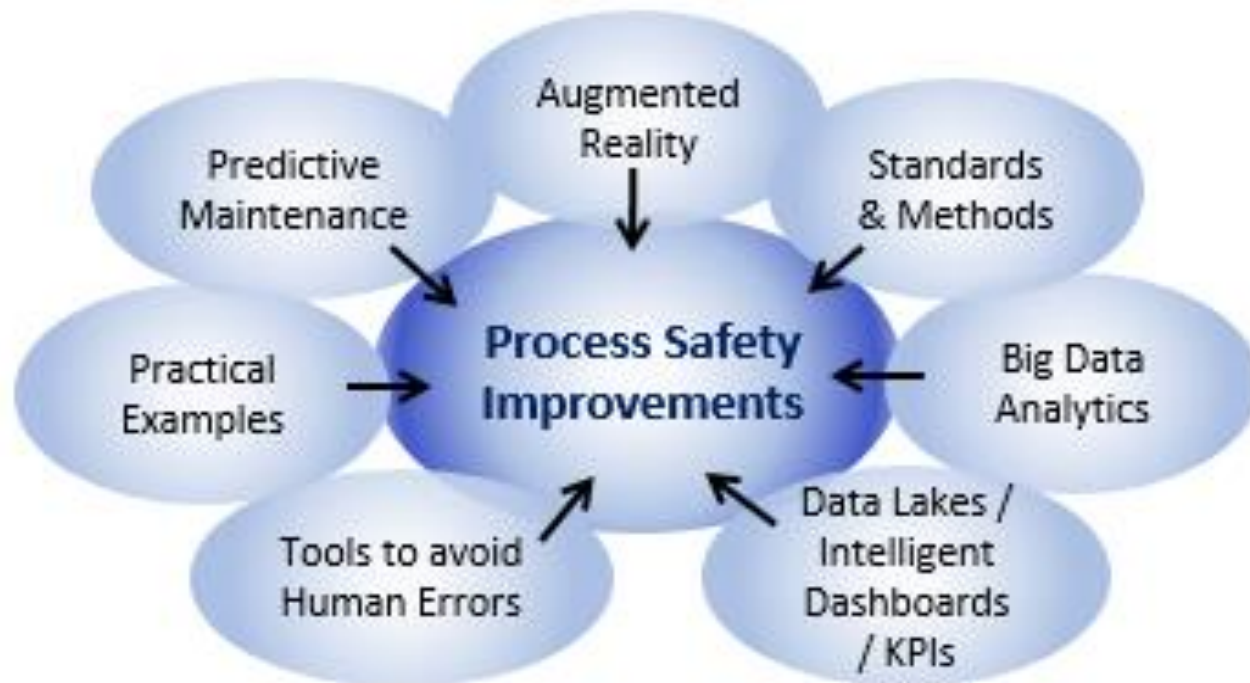 Augmented
Reality
Predictive
Maintenance
Standards
& Methods
Practical
Examples
Process Safety
Improvements
Big Data
Analytics
Tools to avoid
Human Errors
Data Lakes /
Intelligent
Dashboards
/ KPIs